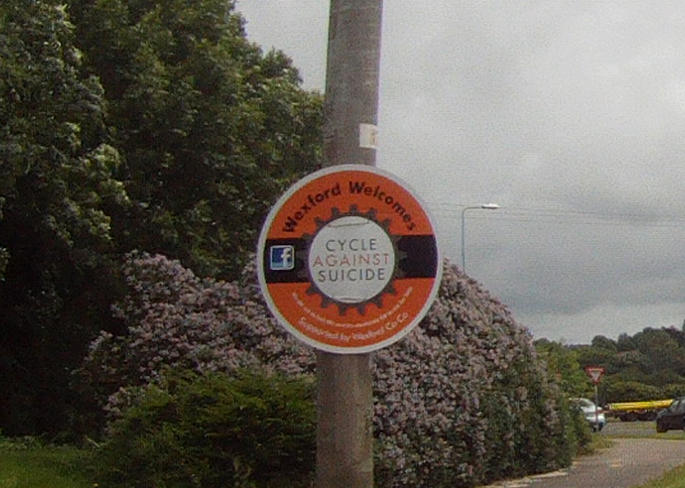 Wexford Welcomes
f
CYCLE
AGAINST
SUICIDE
Supported by Wexford Co Co